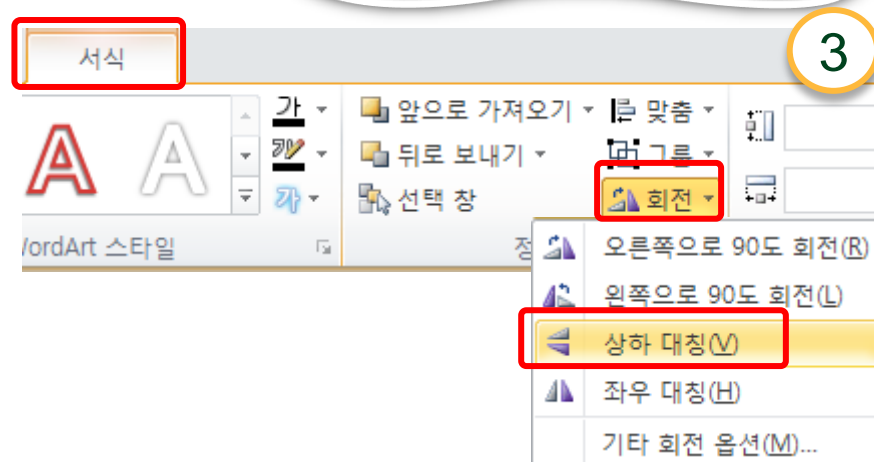 서식
3
가
앞으로 가져오기
맞춤
A A
뒤로 보내기
그룹
가
선택 창
회전
WordArt 스타일
정
오른쪽으로 90도 회전(R)
왼쪽으로 90도 회전(L)
상하 대칭(V)
좌우 대칭(H)
기타 회전 옵션(M)...